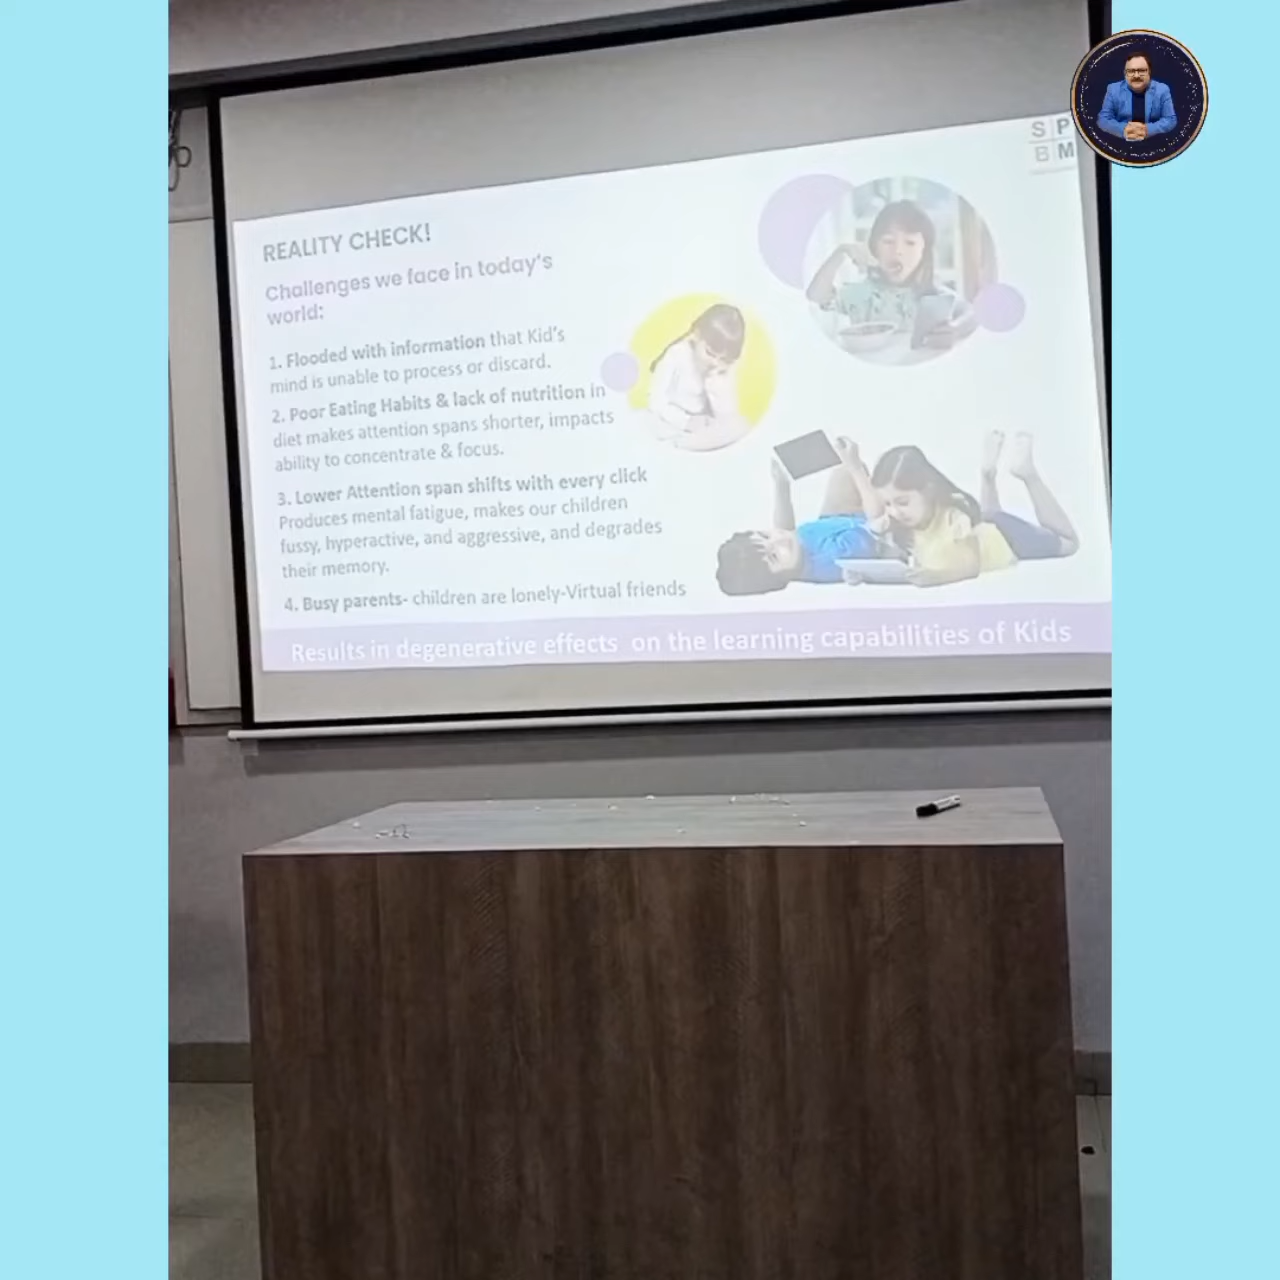 S P
B M
REALITY CHECK!
Challenges we face in today's
world:
1. Flooded with information that Kid's
mind is unable to process or discard.
2. Poor Eating Habits & lack of nutrition in
diet makes attention spans shorter, impacts
ability to concentrate & focus.
3. Lower Attention span shifts with every click
Produces mental fatigue, makes our children
fussy, hyperactive, and aggressive, and degrades
their memory.
4. Busy parents- children are lonely-Virtual friends
Results in degenerative effects on the learning capabilities of Kids